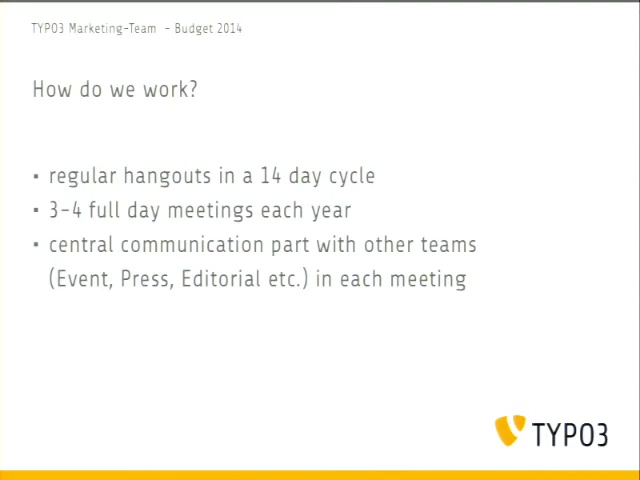 TYPO3 Marketing-Team - Budget 2014
How do we work?
▪ regular hangouts in a 14 day cycle
▪ 3-4 full day meetings each year
▪ central communication part with other teams
(Event, Press, Editorial etc.) in each meeting
TYPO3